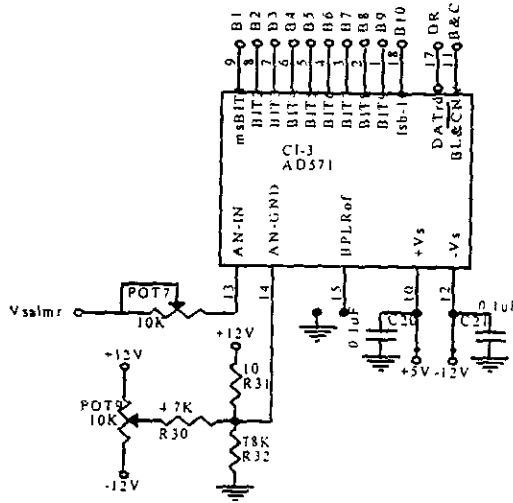 B1 B2 B3 B4 B5 B6 B7 B8 B9 B10 DR B&C
9 8 7 6 5 4 3 2 1 18 17 11
msBIT BIT BIT BIT BIT BIT BIT BIT BIT lsb-1 DATrd BL&CN
CI-3
AD571
AN-IN AN-GND BPLRof +Vs -Vs
13 14 15 10 12
Vsalmr
POT7
10K
0.1uF C20
C21 0.1uF
+5V -12V
+12V
+12V
10
R31
POT9
10K
4.7K
R30
78K
R32
-12V